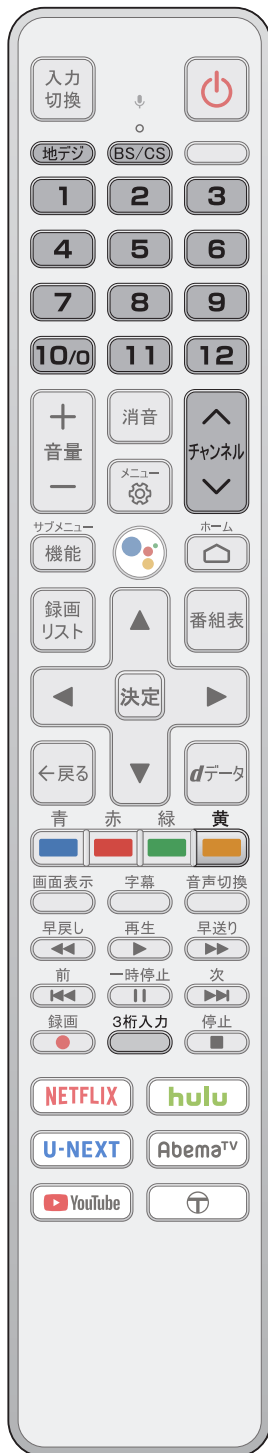 入力
切換
地デジ BS/CS
1 2 3
4 5 6
7 8 9
10/0 11 12
+ 消音
音量 チャンネル
−
メニュー
サブメニュー ホーム
機能
録画
リスト
番組表
決定
←戻る dデータ
青 赤 緑 黄
画面表示 字幕 音声切換
早戻し 再生 早送り
前 一時停止 次
録画 3桁入力 停止
NETFLIX hulu
U-NEXT AbemaTV
YouTube T